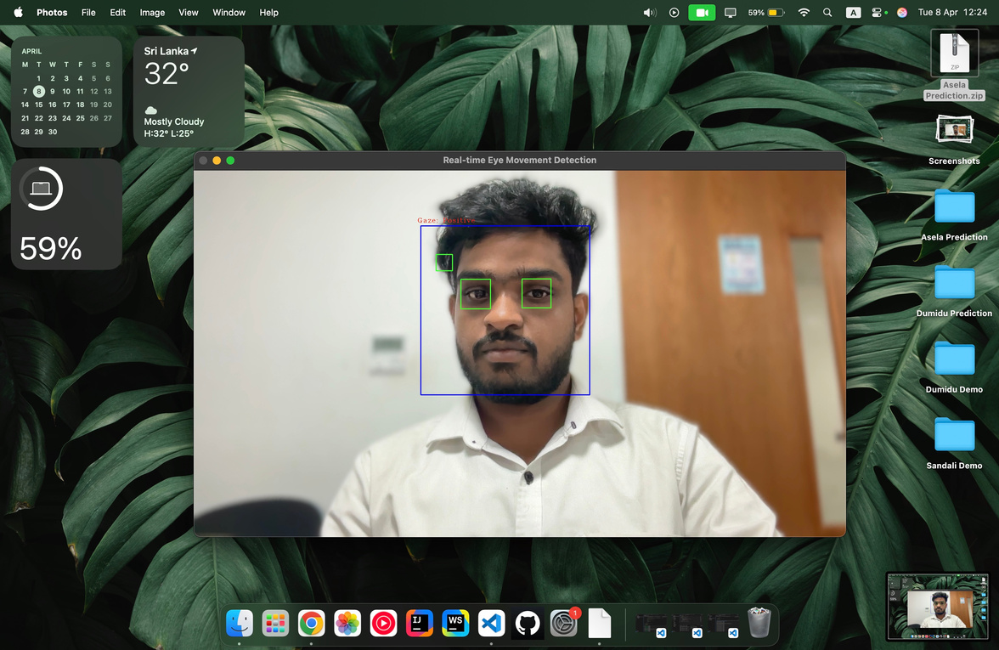 Photos File Edit Image View Window Help
59% A Tue 8 Apr 12:24
APRIL
M T W T F S S
1 2 3 4 5 6
7 8 9 10 11 12 13
14 15 16 17 18 19 20
21 22 23 24 25 26 27
28 29 30
Sri Lanka
32°
Mostly Cloudy
H:32° L:25°
59%
Real-time Eye Movement Detection
Gaze: Positive
ZIP
Asela
Prediction.zip
Screenshots
Asela Prediction
Dumidu Prediction
Dumidu Demo
Sandali Demo
IJ
WS
1